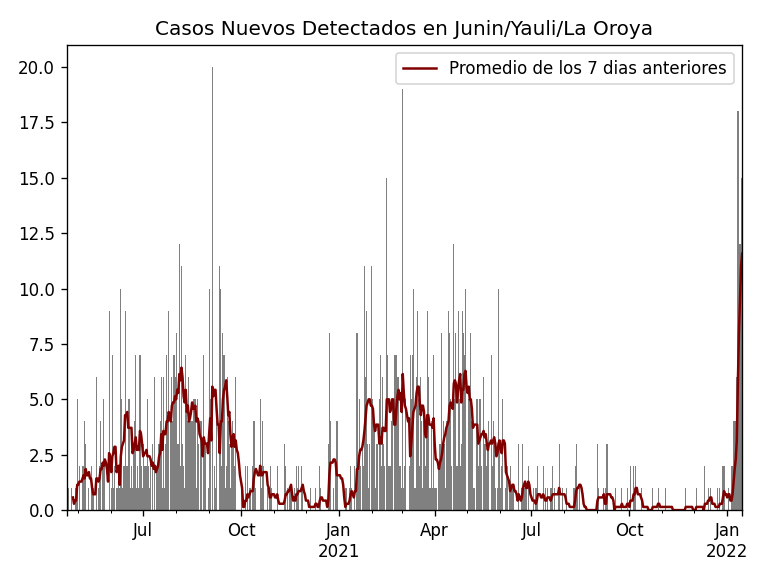 Casos Nuevos Detectados en Junin/Yauli/La Oroya
Promedio de los 7 dias anteriores
20.0
17.5
15.0
12.5
10.0
7.5
5.0
2.5
0.0
Jul
Oct
Jan
2021
Apr
Jul
Oct
Jan
2022